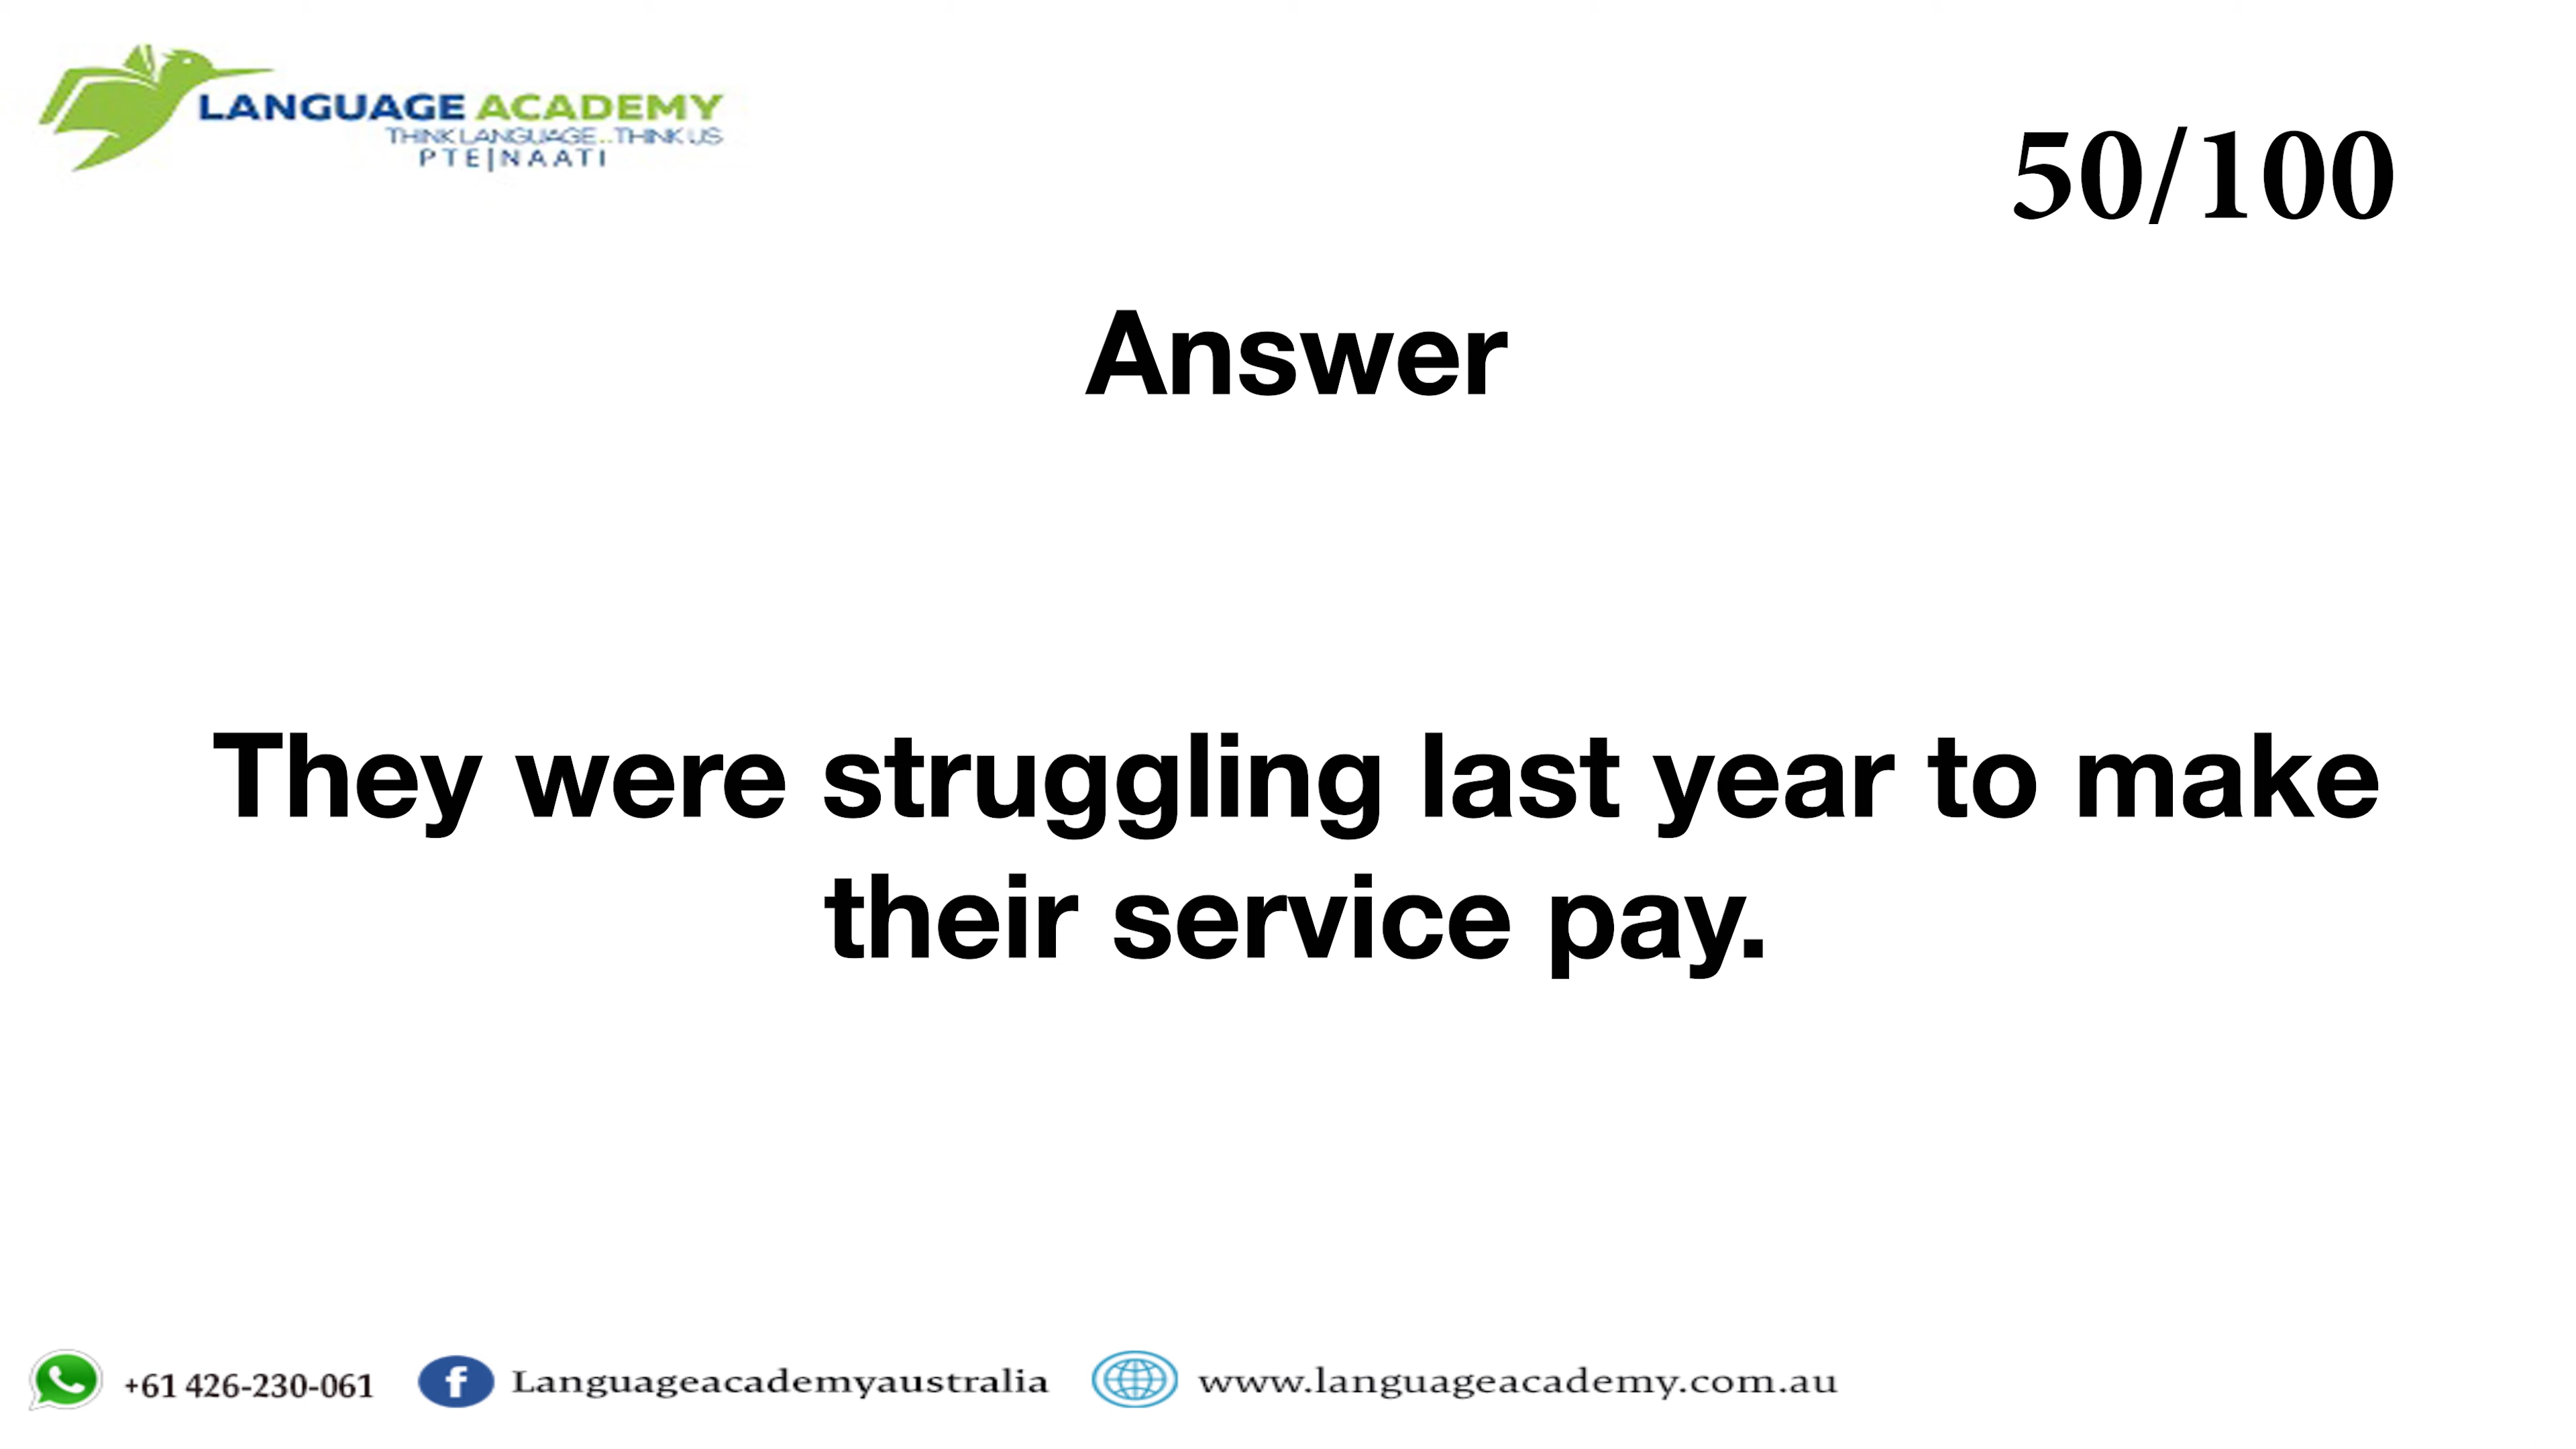 LANGUAGE ACADEMY
THINK LANGUAGE..THINK US
PTE|NAATI
50/100
Answer
They were struggling last year to make
their service pay.
+61 426-230-061 Languageacademyaustralia www.languageacademy.com.au